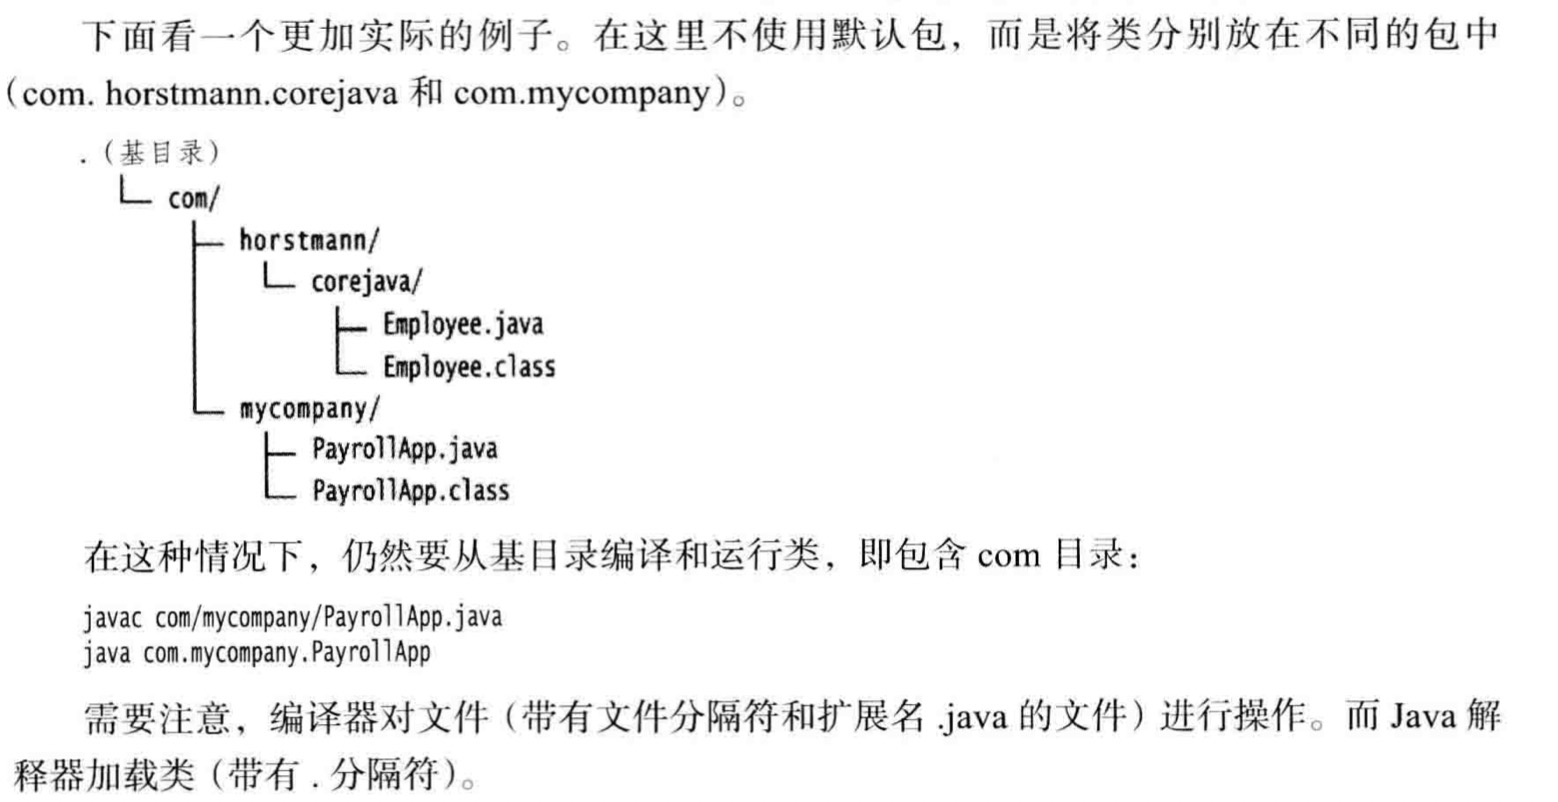 下面看一个更加实际的例子。在这里不使用默认包，而是将类分别放在不同的包中
（com. horstmann.corejava 和 com.mycompany）。
.（基目录）
com/
horstmann/
corejava/
Employee.java
Employee.class
mycompany/
PayrollApp.java
PayrollApp.class
在这种情况下，仍然要从基目录编译和运行类，即包含 com 目录：
javac com/mycompany/PayrollApp.java
java com.mycompany.PayrollApp
需要注意，编译器对文件（带有文件分隔符和扩展名 .java 的文件）进行操作。而 Java 解
释器加载类（带有 . 分隔符）。